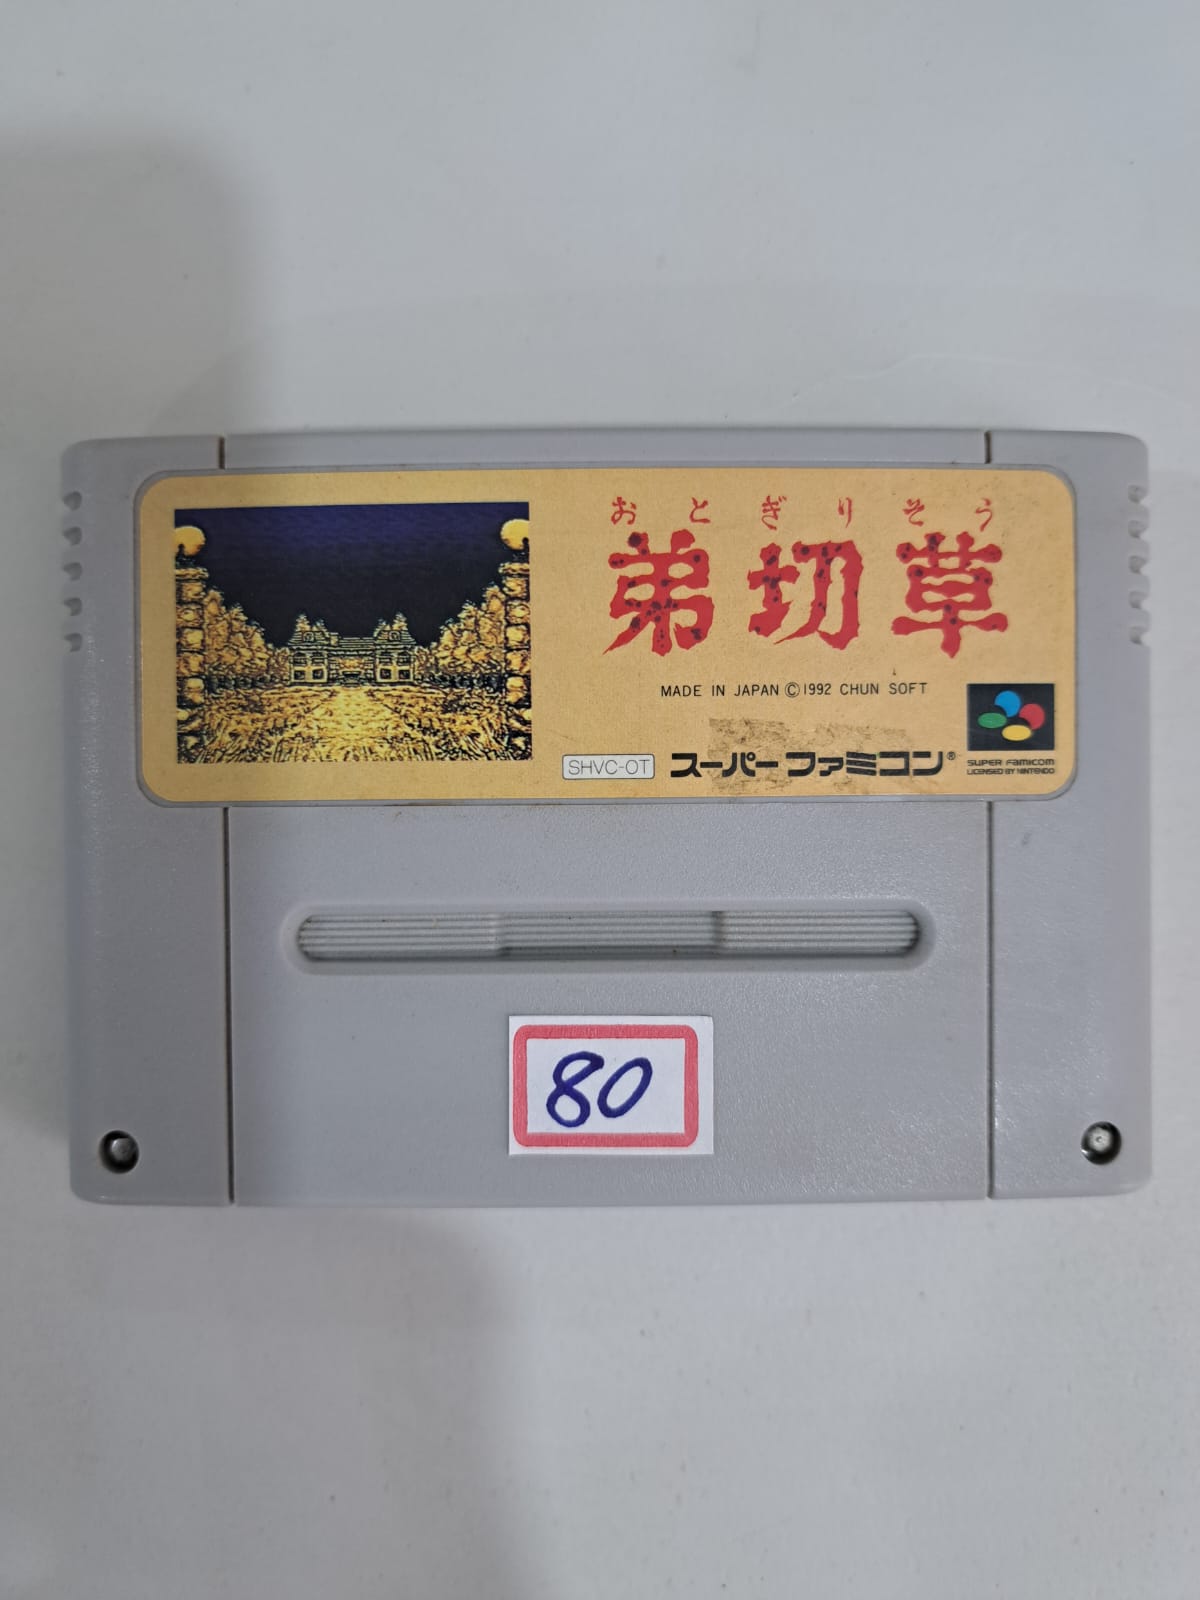 おとぎりそう
弟切草
MADE IN JAPAN Ⓒ1992 CHUN SOFT
SHVC-OT スーパーファミコン®
SUPER FAMICOM
LICENSED BY NINTENDO
80